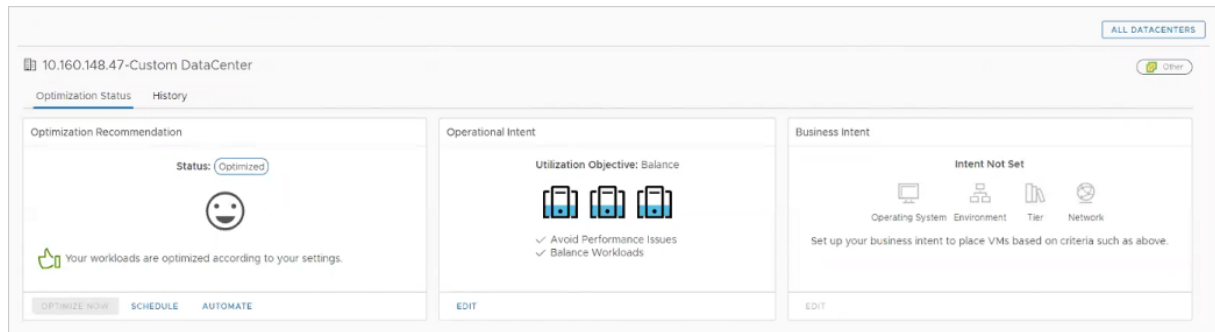 ALL DATACENTERS
10.160.148.47-Custom DataCenter
Other
Optimization Status History
Optimization Recommendation
Status: Optimized
Your workloads are optimized according to your settings.
OPTIMIZE NOW SCHEDULE AUTOMATE
Operational Intent
Utilization Objective: Balance
Avoid Performance Issues
Balance Workloads
EDIT
Business Intent
Intent Not Set
Operating System Environment Tier Network
Set up your business intent to place VMs based on criteria such as above.
EDIT